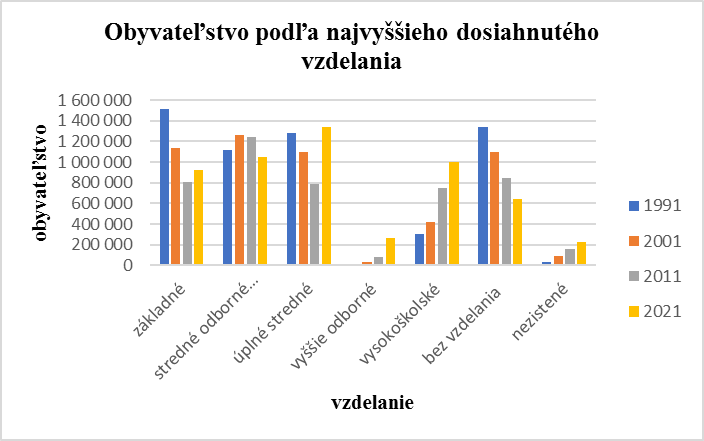 Obyvateľstvo podľa najvyššieho dosiahnutého
vzdelania
obyvateľstvo
1 600 000
1 400 000
1 200 000
1 000 000
800 000
600 000
400 000
200 000
0
základné
stredné odborné...
úplné stredné
vyššie odborné
vysokoškolské
bez vzdelania
nezistené
vzdelanie
1991
2001
2011
2021